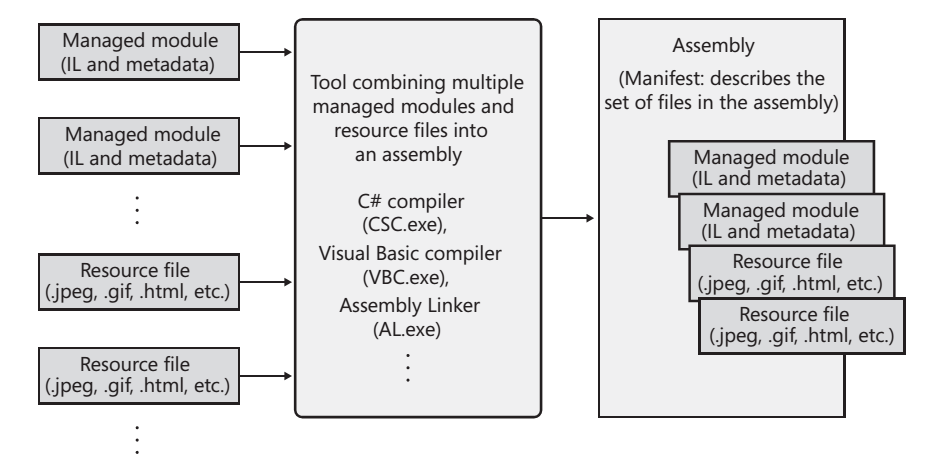 Managed module
(IL and metadata)
Managed module
(IL and metadata)
Resource file
(.jpeg, .gif, .html, etc.)
Resource file
(.jpeg, .gif, .html, etc.)
Tool combining multiple
managed modules and
resource files into
an assembly
C# compiler
(CSC.exe),
Visual Basic compiler
(VBC.exe),
Assembly Linker
(AL.exe)
Assembly
(Manifest: describes the
set of files in the assembly)
Managed module
(IL and metadata)
Managed module
(IL and metadata)
Resource file
(.jpeg, .gif, .html, etc.)
Resource file
(.jpeg, .gif, .html, etc.)